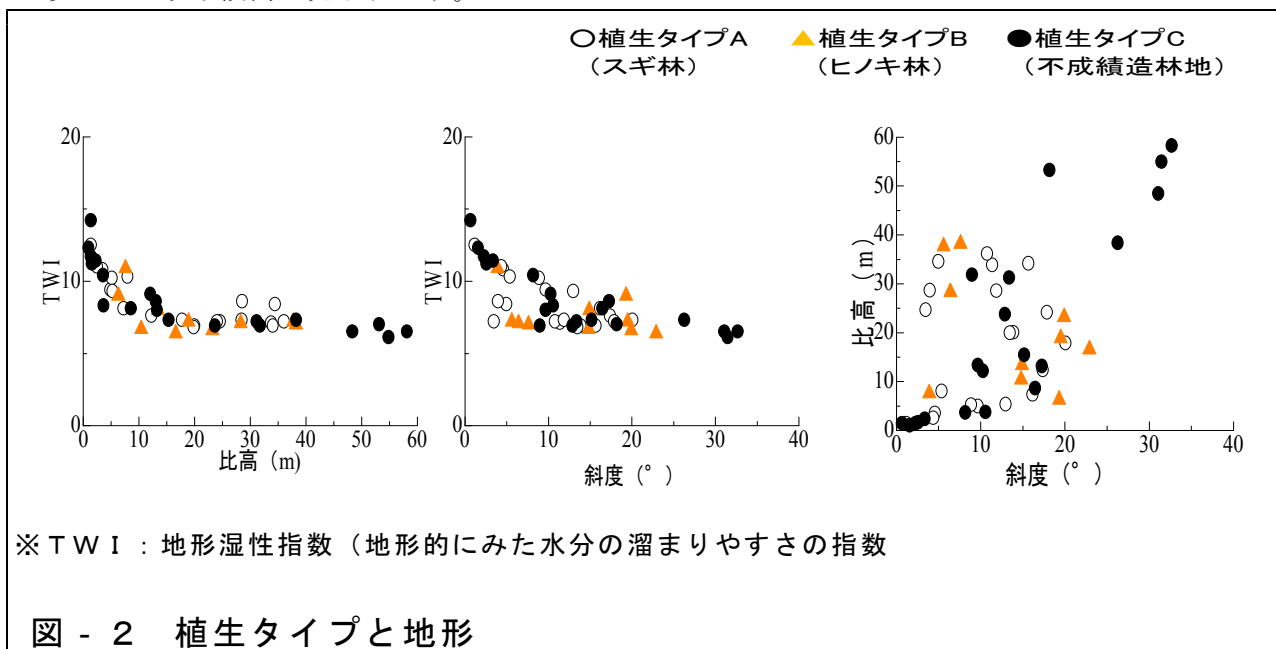 ○植生タイプA ▲植生タイプB ●植生タイプC
(スギ林) (ヒノキ林) (不成績造林地)
20
10
0
TWI
0 10 20 30 40 50 60
比高 (m)
20
10
0
TWI
0 10 20 30 40
斜度 (°)
60
50
40
30
20
10
0
比高 (m)
0 10 20 30 40
斜度 (°)
※TWI:地形湿性指数(地形的にみた水分の溜まりやすさの指数
図-2 植生タイプと地形